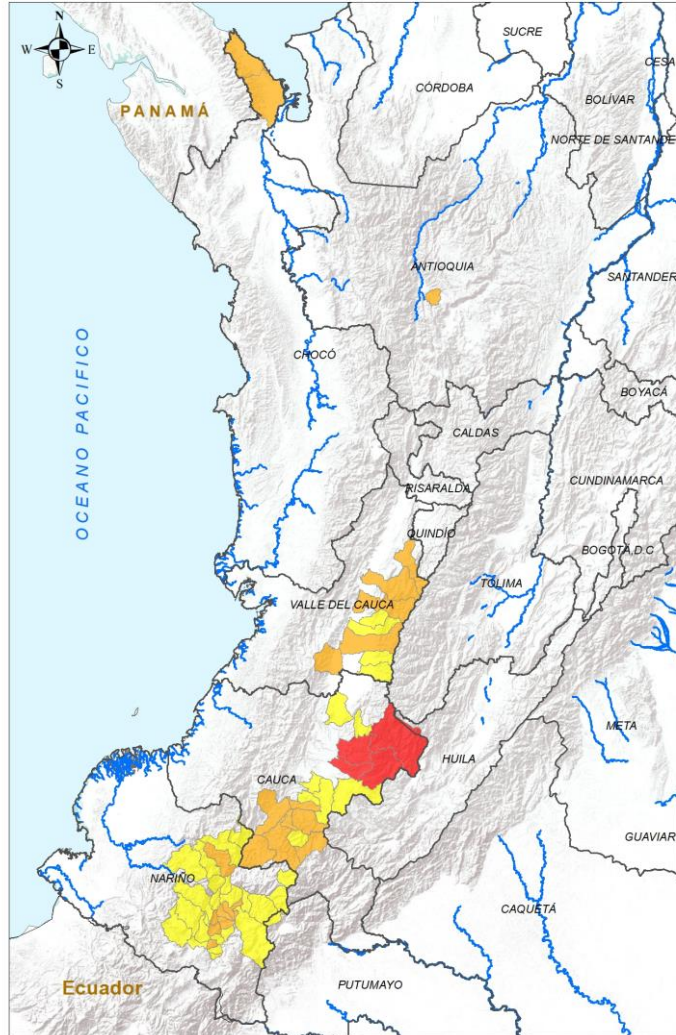 N
W E
S
SUCRE
CESA
CÓRDOBA
BOLÍVAR
PANAMÁ
NORTE DE SANTANDE
ANTIOQUIA
SANTANDER
OCEANO PACIFICO
CHOCÓ
BOYACÁ
CALDAS
CUNDINAMARCA
RISARALDA
QUINDÍO
BOGOTÁ D.C
TOLIMA
VALLE DEL CAUCA
META
HUILA
CAUCA
GUAVIAR
NARIÑO
CAQUETÁ
Ecuador
PUTUMAYO